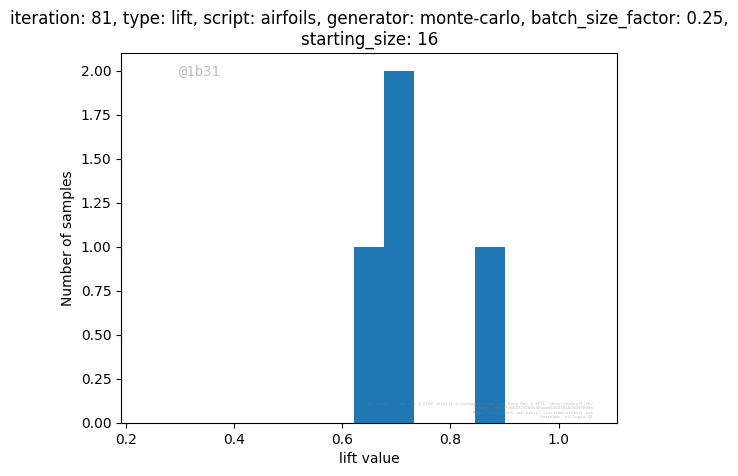 iteration: 81, type: lift, script: airfoils, generator: monte-carlo, batch_size_factor: 0.25,
starting_size: 16
@1b31
2.00
1.75
1.50
1.25
1.00
0.75
0.50
0.25
0.00
Number of samples
0.2 0.4 0.6 0.8 1.0
lift value